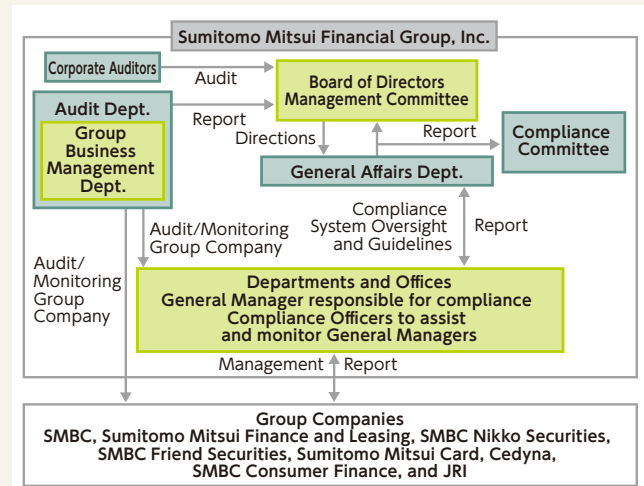 Sumitomo Mitsui Financial Group, Inc.
Corporate Auditors
Audit
Board of Directors
Management Committee
Audit Dept.
Group
Business
Management
Dept.
Report
Directions
Report
Compliance
Committee
General Affairs Dept.
Compliance
System Oversight
and Guidelines
Report
Audit/Monitoring
Group Company
Audit/
Monitoring
Group
Company
Departments and Offices
General Manager responsible for compliance
Compliance Officers to assist
and monitor General Managers
Management
Report
Group Companies
SMBC, Sumitomo Mitsui Finance and Leasing, SMBC Nikko Securities,
SMBC Friend Securities, Sumitomo Mitsui Card, Cedyna,
SMBC Consumer Finance, and JRI